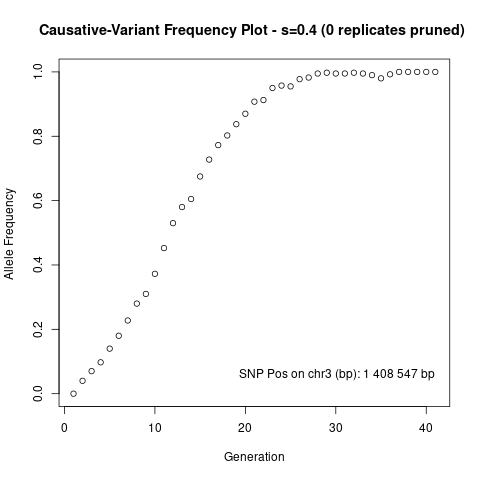 Causative-Variant Frequency Plot - s=0.4 (0 replicates pruned)
Allele Frequency
1.0
0.8
0.6
0.4
0.2
0.0
SNP Pos on chr3 (bp): 1 408 547 bp
0 10 20 30 40
Generation